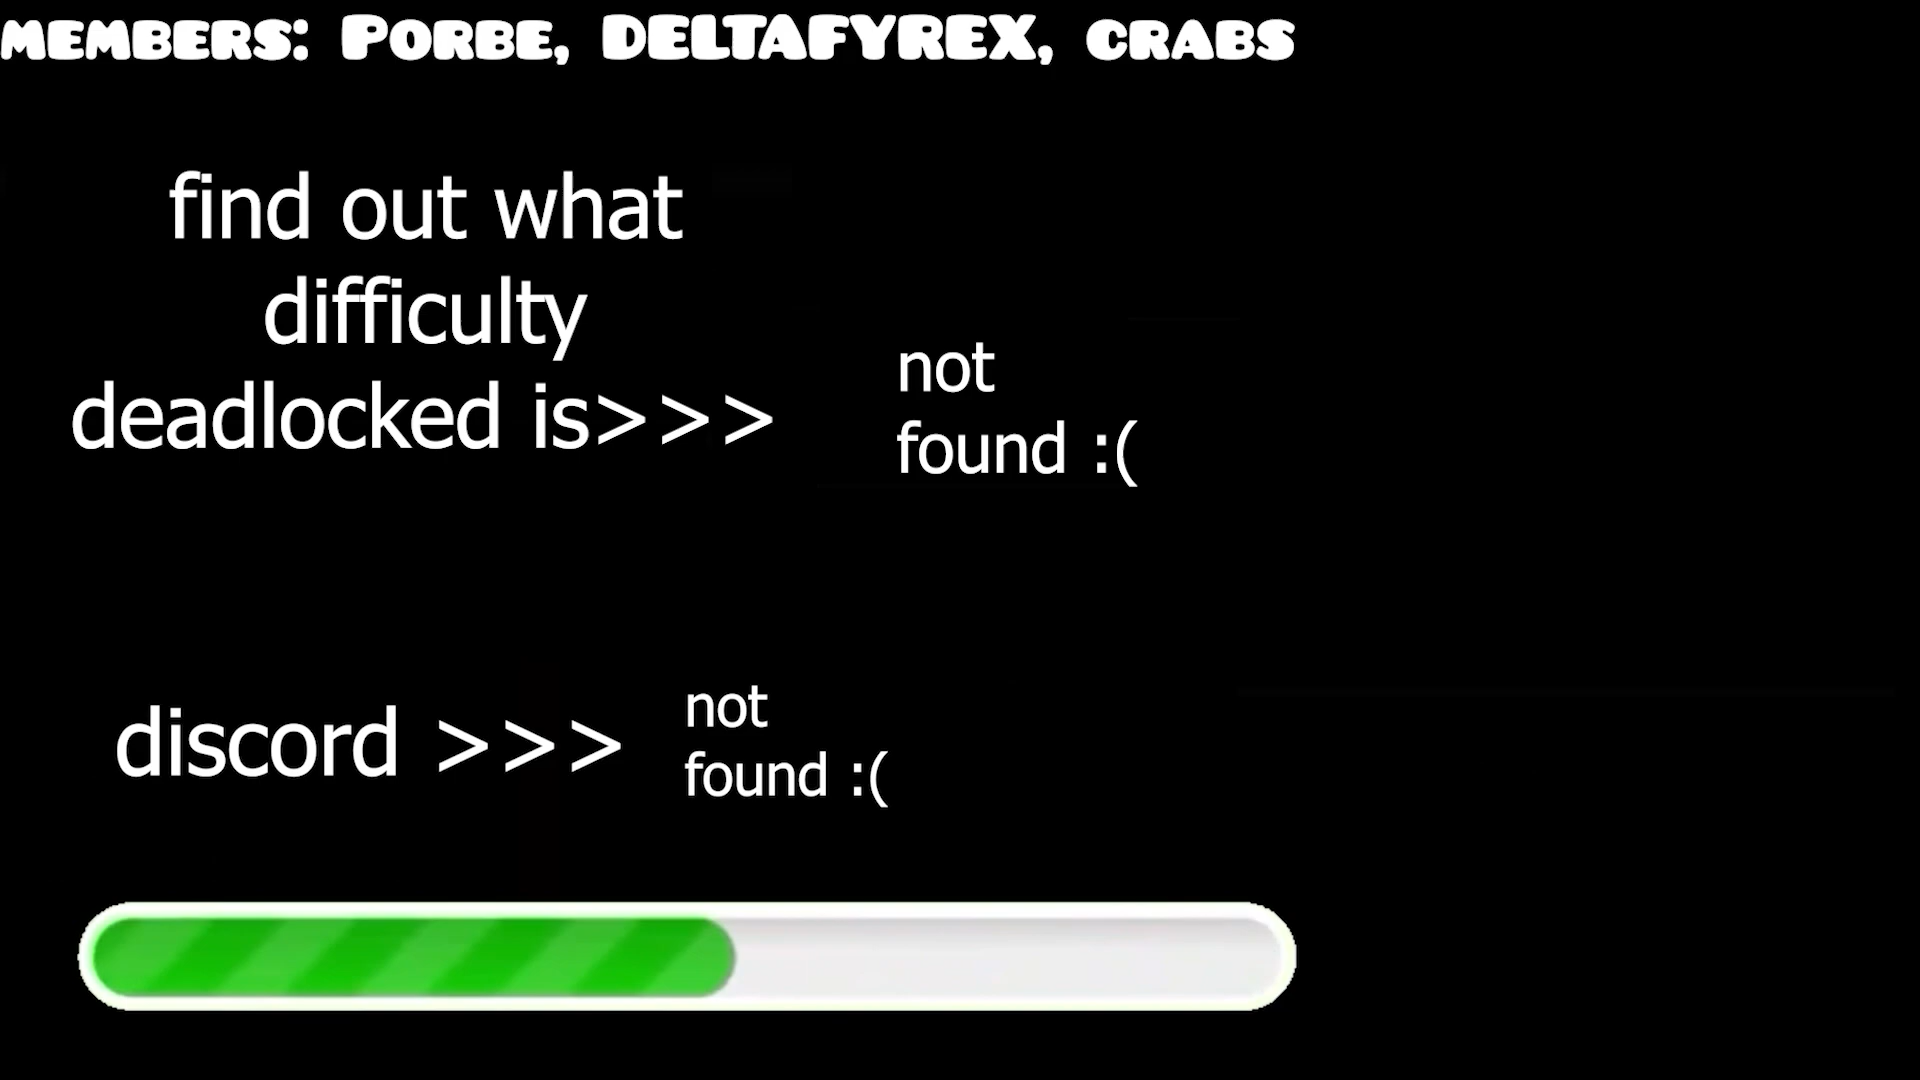 MEMBERS: PORBE, DELTAFYREX, CRABS
find out what
difficulty
deadlocked is>>>
not
found :(
discord >>>
not
found :(